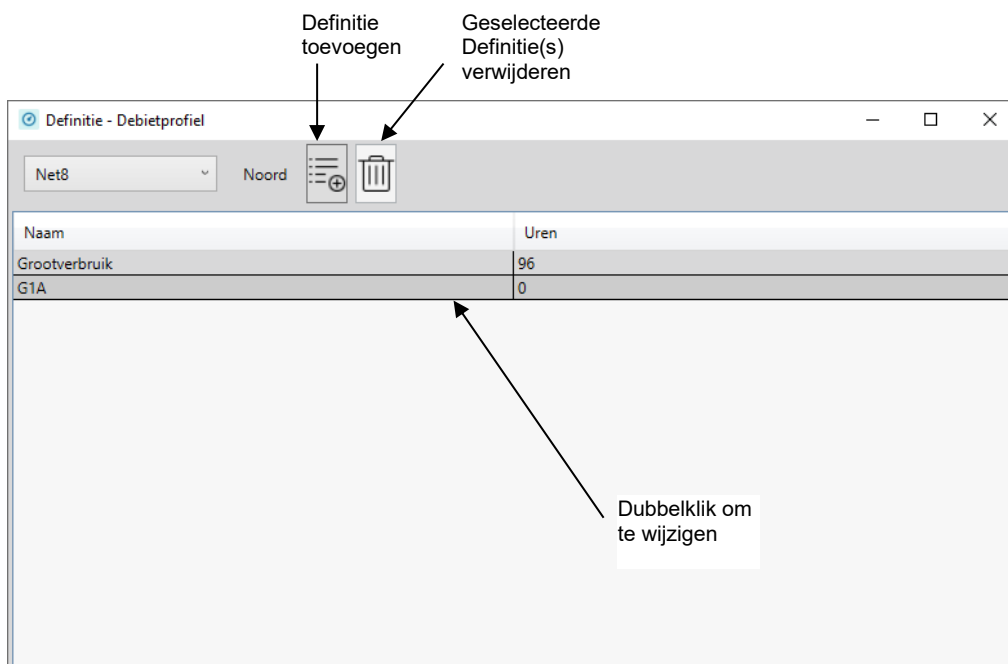 Definitie
toevoegen
Geselecteerde
Definitie(s)
verwijderen
Definitie - Debietprofiel
Net8
Noord
Naam Uren
Grootverbruik 96
G1A 0
Dubbelklik om
te wijzigen